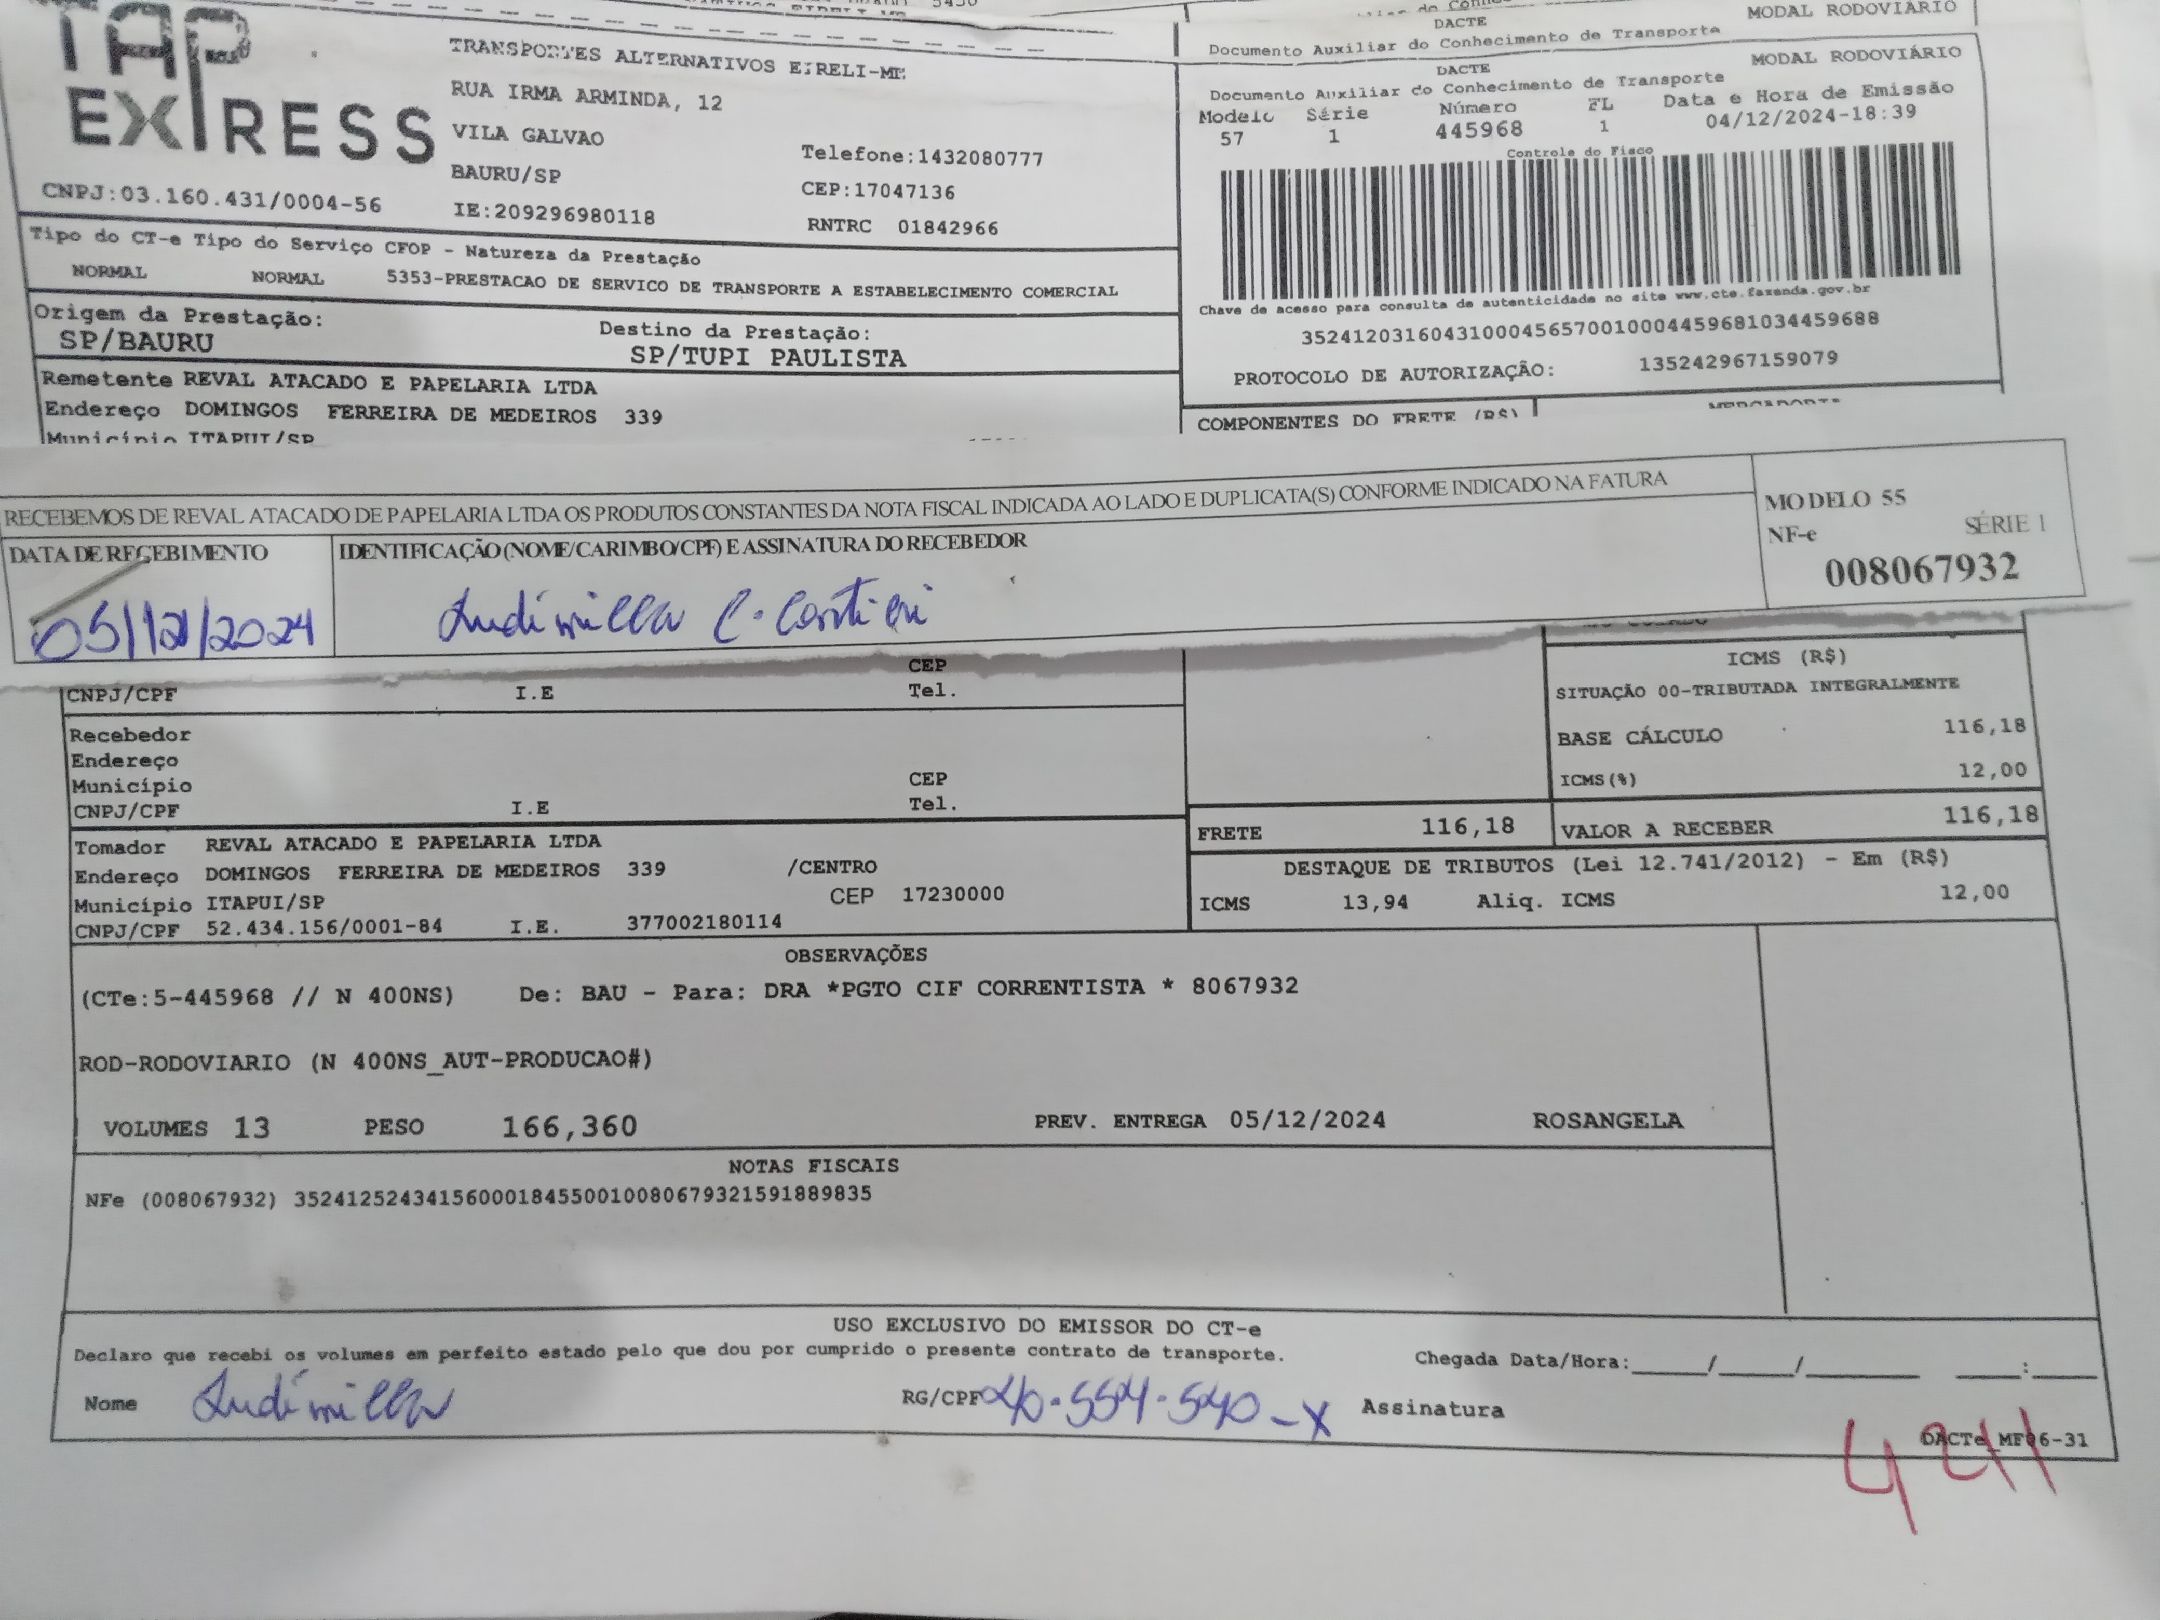 TAP
EXPRESS
TRANSPORTES ALTERNATIVOS EIRELI-ME
RUA IRMA ARMINDA, 12
VILA GALVAO
BAURU/SP
Telefone:1432080777
CEP:17047136
CNPJ:03.160.431/0004-56
IE:209296980118
RNTRC 01842966
MODAL RODOVIÁRIO
DACTE
Documento Auxiliar do Conhecimento de Transporte
MODAL RODOVIÁRIO
DACTE
Documento Auxiliar do Conhecimento de Transporte
Modelo Série Número FL Data e Hora de Emissão
57 1 445968 1 04/12/2024-18:39
Controle do Fisco
Chave de acesso para consulta de autenticidade no site www.cte.fazenda.gov.br
35241203160431000456570010004459681034459688
PROTOCOLO DE AUTORIZAÇÃO: 135242967159079
Tipo do CT-e Tipo do Serviço CFOP - Natureza da Prestação
NORMAL NORMAL 5353-PRESTACAO DE SERVICO DE TRANSPORTE A ESTABELECIMENTO COMERCIAL
Origem da Prestação: Destino da Prestação:
SP/BAURU SP/TUPI PAULISTA
Remetente REVAL ATACADO E PAPELARIA LTDA
Endereço DOMINGOS FERREIRA DE MEDEIROS 339
Município ITAPUI/SP
COMPONENTES DO FRETE (R$)
RECEBEMOS DE REVAL ATACADO DE PAPELARIA LTDA OS PRODUTOS CONSTANTES DA NOTA FISCAL INDICADA AO LADO E DUPLICATA(S) CONFORME INDICADO NA FATURA
MODELO 55
NF-e SÉRIE 1
008067932
DATA DE RECEBIMENTO IDENTIFICAÇÃO (NOME/CARIMBO/CPF) E ASSINATURA DO RECEBEDOR
05/12/2024 Ludimilla C.
CEP
CNPJ/CPF I.E Tel.
Recebedor
Endereço
Município CEP
CNPJ/CPF I.E Tel.
ICMS (R$)
SITUAÇÃO 00-TRIBUTADA INTEGRALMENTE
BASE CÁLCULO 116,18
ICMS(%) 12,00
FRETE 116,18 VALOR A RECEBER 116,18
Tomador REVAL ATACADO E PAPELARIA LTDA
Endereço DOMINGOS FERREIRA DE MEDEIROS 339 /CENTRO
Município ITAPUI/SP CEP 17230000
CNPJ/CPF 52.434.156/0001-84 I.E. 377002180114
DESTAQUE DE TRIBUTOS (Lei 12.741/2012) - Em (R$)
ICMS 13,94 Aliq. ICMS 12,00
OBSERVAÇÕES
(CTe:5-445968 // N 400NS) De: BAU - Para: DRA *PGTO CIF CORRENTISTA * 8067932
ROD-RODOVIARIO (N 400NS_AUT-PRODUCAO#)
VOLUMES 13 PESO 166,360 PREV. ENTREGA 05/12/2024 ROSANGELA
NOTAS FISCAIS
NFe (008067932) 35241252434156000184550010080679321591889835
USO EXCLUSIVO DO EMISSOR DO CT-e
Declaro que recebi os volumes em perfeito estado pelo que dou por cumprido o presente contrato de transporte. Chegada Data/Hora:_____/_____/_______ ____:____
Nome Ludimilla RG/CPF 40.554.540-X Assinatura
DACTe_MF06-31